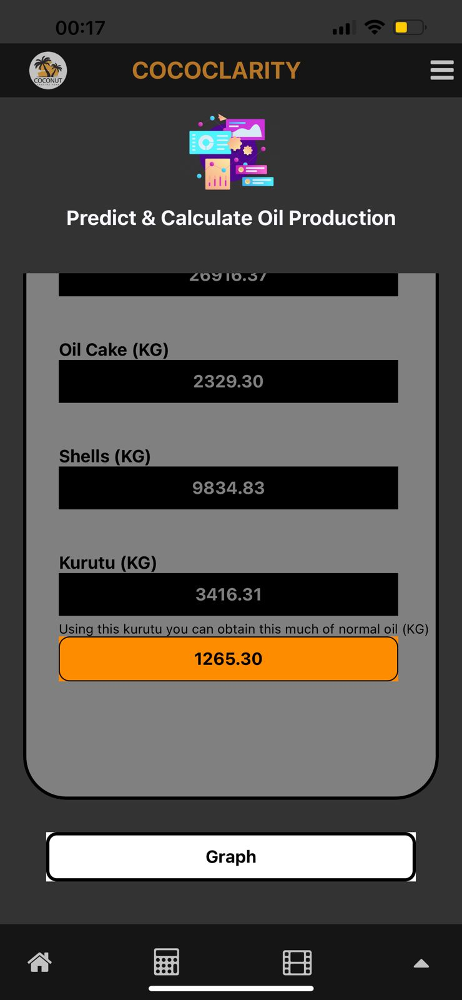 00:17
COCONUT
COCOCLARITY
Predict & Calculate Oil Production
26916.37
Oil Cake (KG)
2329.30
Shells (KG)
9834.83
Kurutu (KG)
3416.31
Using this kurutu you can obtain this much of normal oil (KG)
1265.30
Graph